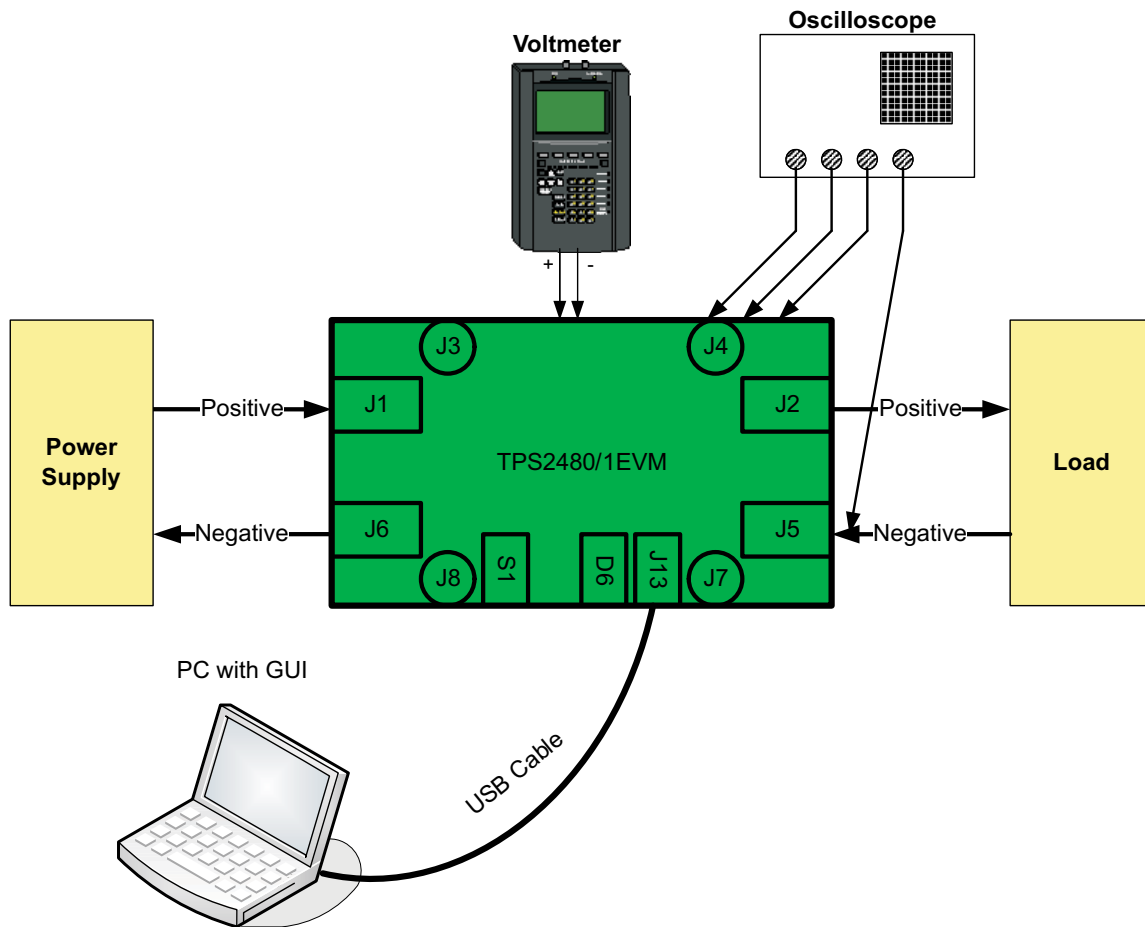 Oscilloscope
Voltmeter
+ -
J3
J4
Positive
J1
J2
Positive
Power
Supply
TPS2480/1EVM
Load
Negative
J6
J5
Negative
J8
S1
D6
J13
J7
PC with GUI
USB Cable